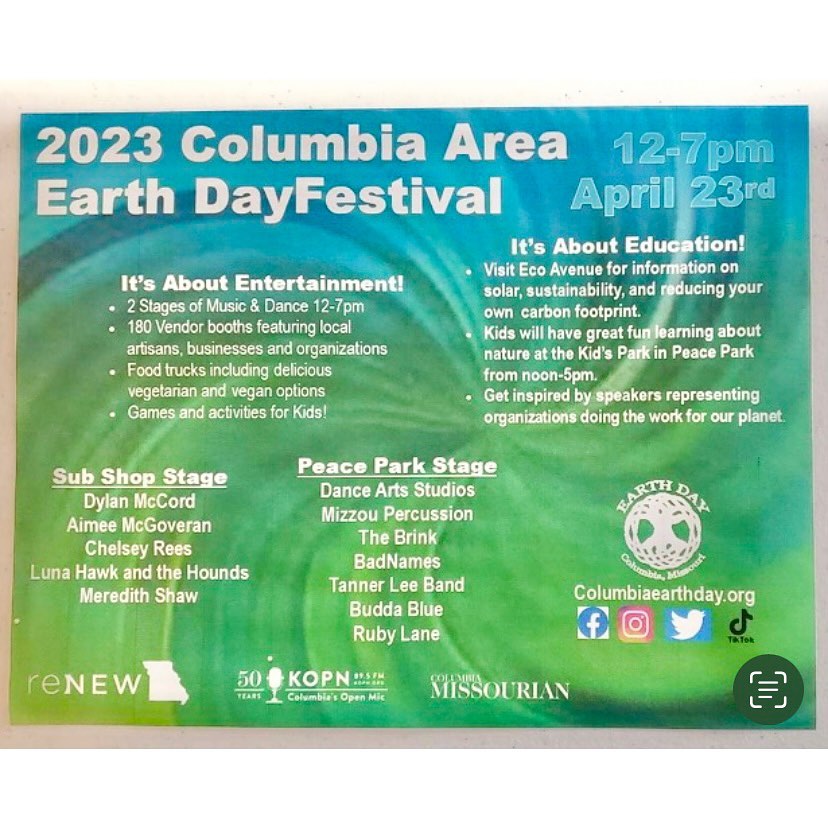 2023 Columbia Area
Earth DayFestival
12-7pm
April 23rd
It's About Entertainment!
• 2 Stages of Music & Dance 12-7pm
• 180 Vendor booths featuring local
artisans, businesses and organizations
• Food trucks including delicious
vegetarian and vegan options
• Games and activities for Kids!
It's About Education!
• Visit Eco Avenue for information on
solar, sustainability, and reducing your
own carbon footprint.
• Kids will have great fun learning about
nature at the Kid's Park in Peace Park
from noon-5pm.
• Get inspired by speakers representing
organizations doing the work for our planet.
Sub Shop Stage
Dylan McCord
Aimee McGoveran
Chelsey Rees
Luna Hawk and the Hounds
Meredith Shaw
Peace Park Stage
Dance Arts Studios
Mizzou Percussion
The Brink
BadNames
Tanner Lee Band
Budda Blue
Ruby Lane
EARTH DAY
Columbia, Missouri
Columbiaearthday.org
TikTok
reNEW
50 YEARS
KOPN
89.5 FM
KOPN.ORG
Columbia's Open Mic
COLUMBIA
MISSOURIAN